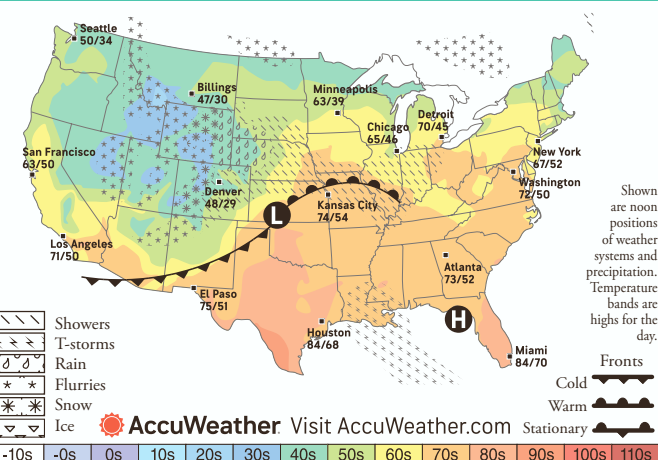 Seattle
50/34
Billings
47/30
Minneapolis
63/39
Detroit
70/45
Chicago
65/46
San Francisco
63/50
New York
67/52
Denver
48/29
Washington
72/50
Kansas City
74/54
L
Los Angeles
71/50
Atlanta
73/52
El Paso
75/51
H
Houston
84/68
Miami
84/70
Shown
are noon
positions
of weather
systems and
precipitation.
Temperature
bands are
highs for the
day.
Showers
T-storms
Rain
Flurries
Snow
Ice
Fronts
Cold
Warm
Stationary
AccuWeather Visit AccuWeather.com
-10s -0s 0s 10s 20s 30s 40s 50s 60s 70s 80s 90s 100s 110s